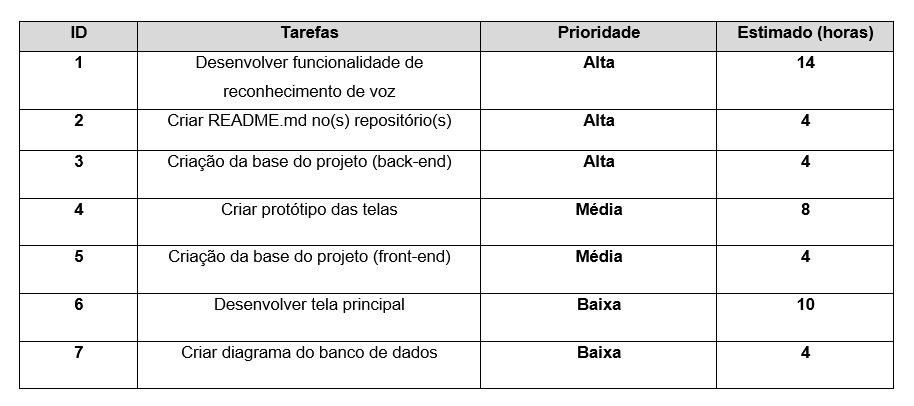 ID Tarefas Prioridade Estimado (horas)
1 Desenvolver funcionalidade de Alta 14
reconhecimento de voz
2 Criar README.md no(s) repositório(s) Alta 4
3 Criação da base do projeto (back-end) Alta 4
4 Criar protótipo das telas Média 8
5 Criação da base do projeto (front-end) Média 4
6 Desenvolver tela principal Baixa 10
7 Criar diagrama do banco de dados Baixa 4